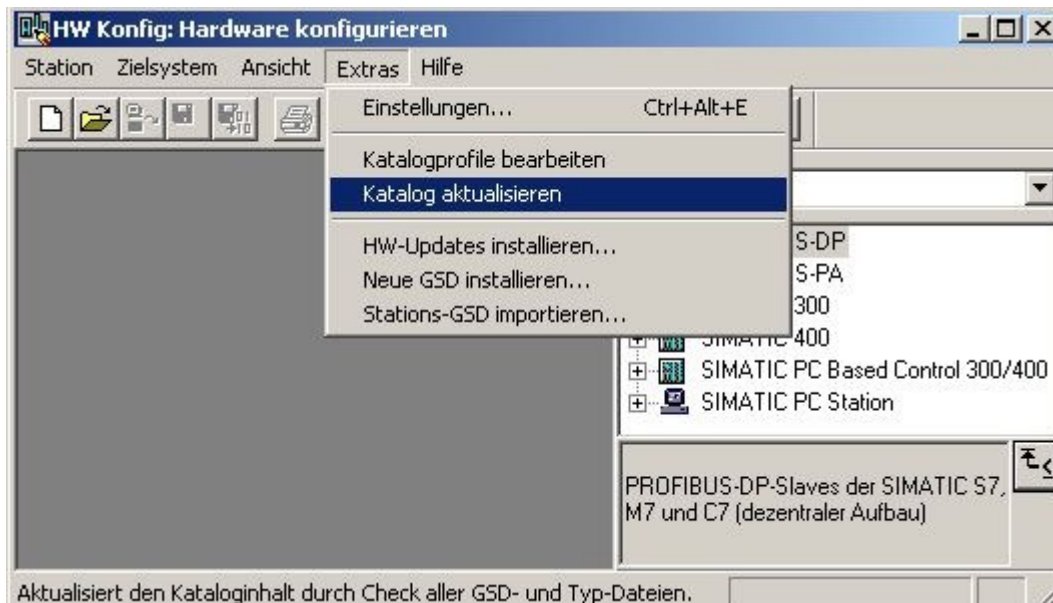 HW Konfig: Hardware konfigurieren
Station Zielsystem Ansicht Extras Hilfe
Einstellungen... Ctrl+Alt+E
Katalogprofile bearbeiten
Katalog aktualisieren
HW-Updates installieren...
Neue GSD installieren...
Stations-GSD importieren...
S-DP
S-PA
300
SIMATIC 400
SIMATIC PC Based Control 300/400
SIMATIC PC Station
PROFIBUS-DP-Slaves der SIMATIC S7,
M7 und C7 (dezentraler Aufbau)
Aktualisiert den Kataloginhalt durch Check aller GSD- und Typ-Dateien.